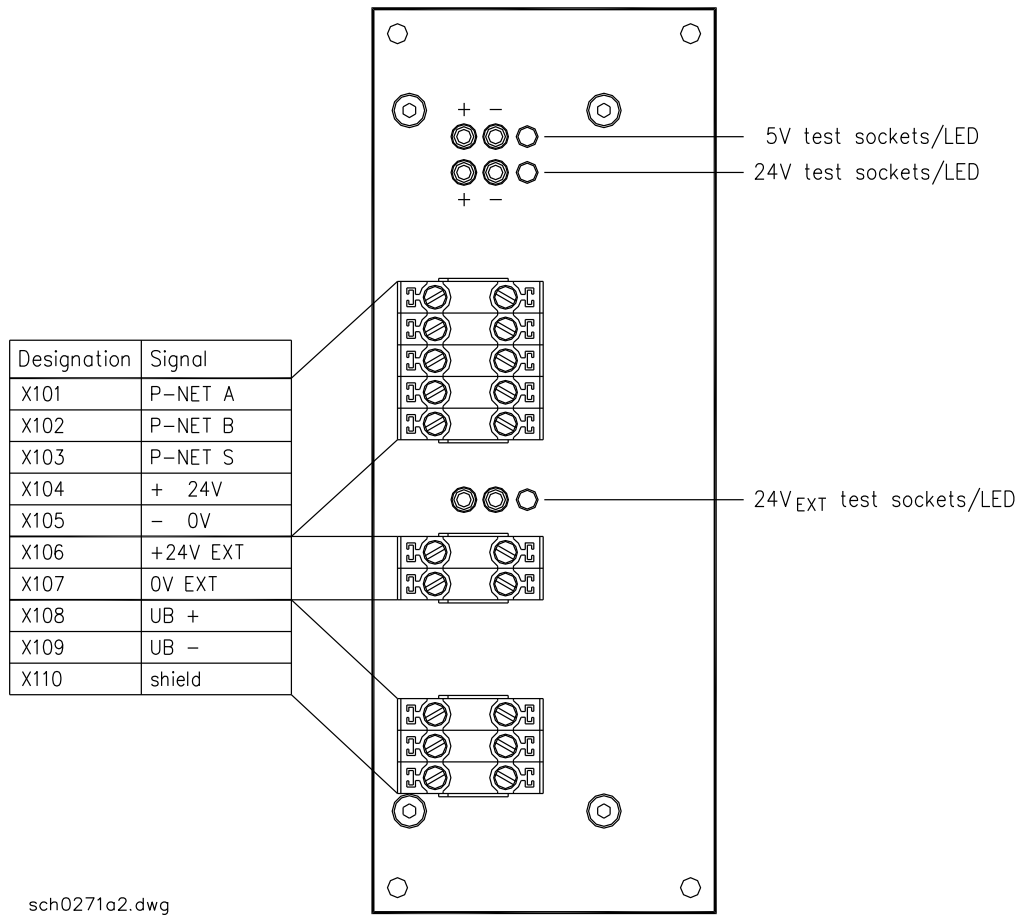 + −
5V test sockets/LED
24V test sockets/LED
+ −
Designation Signal
X101 P−NET A
X102 P−NET B
X103 P−NET S
X104 + 24V
X105 − 0V
X106 +24V EXT
X107 0V EXT
X108 UB +
X109 UB −
X110 shield
24VEXT test sockets/LED
sch0271a2.dwg